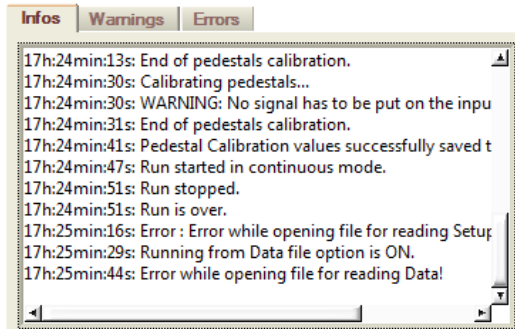 Infos Warnings Errors
17h:24min:13s: End of pedestals calibration.
17h:24min:30s: Calibrating pedestals...
17h:24min:30s: WARNING: No signal has to be put on the inpu
17h:24min:31s: End of pedestals calibration.
17h:24min:41s: Pedestal Calibration values successfully saved t
17h:24min:47s: Run started in continuous mode.
17h:24min:51s: Run stopped.
17h:24min:51s: Run is over.
17h:25min:16s: Error : Error while opening file for reading Setup
17h:25min:29s: Running from Data file option is ON.
17h:25min:44s: Error while opening file for reading Data!